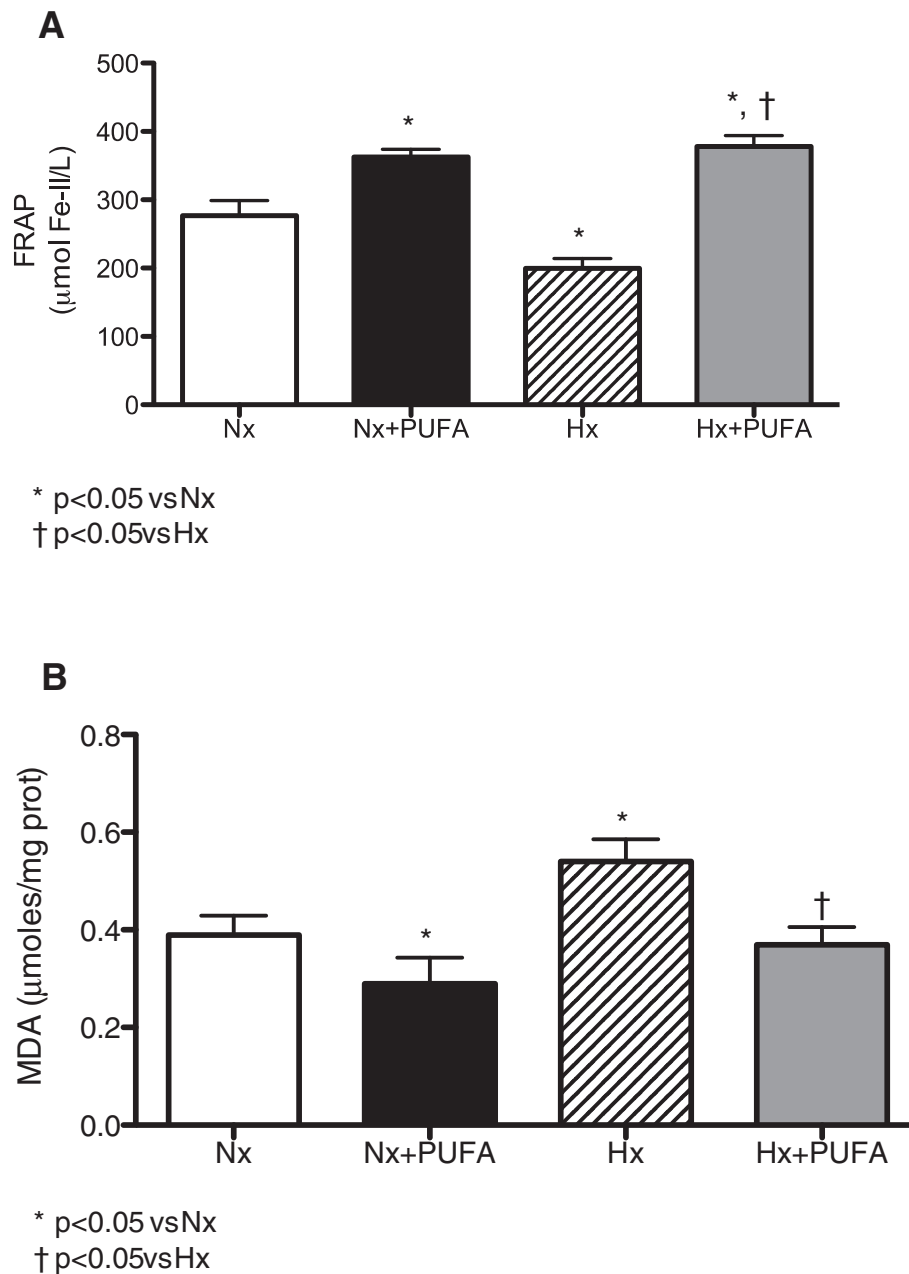 A
500
400
300
200
100
0
FRAP
(μmol Fe-II/L)
*
*
*, †
Nx Nx+PUFA Hx Hx+PUFA
* p<0.05 vsNx
† p<0.05vsHx
B
0.8
0.6
0.4
0.2
0.0
MDA (μmoles/mg prot)
*
*
†
Nx Nx+PUFA Hx Hx+PUFA
* p<0.05 vsNx
† p<0.05vsHx